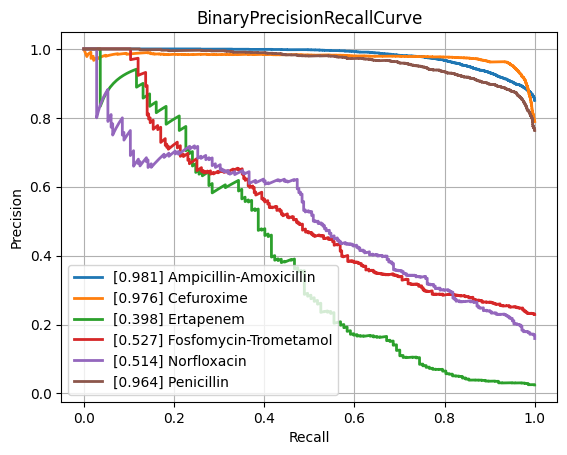 BinaryPrecisionRecallCurve
1.0
0.8
0.6
0.4
0.2
0.0
Precision
[0.981] Ampicillin-Amoxicillin
[0.976] Cefuroxime
[0.398] Ertapenem
[0.527] Fosfomycin-Trometamol
[0.514] Norfloxacin
[0.964] Penicillin
0.0 0.2 0.4 0.6 0.8 1.0
Recall